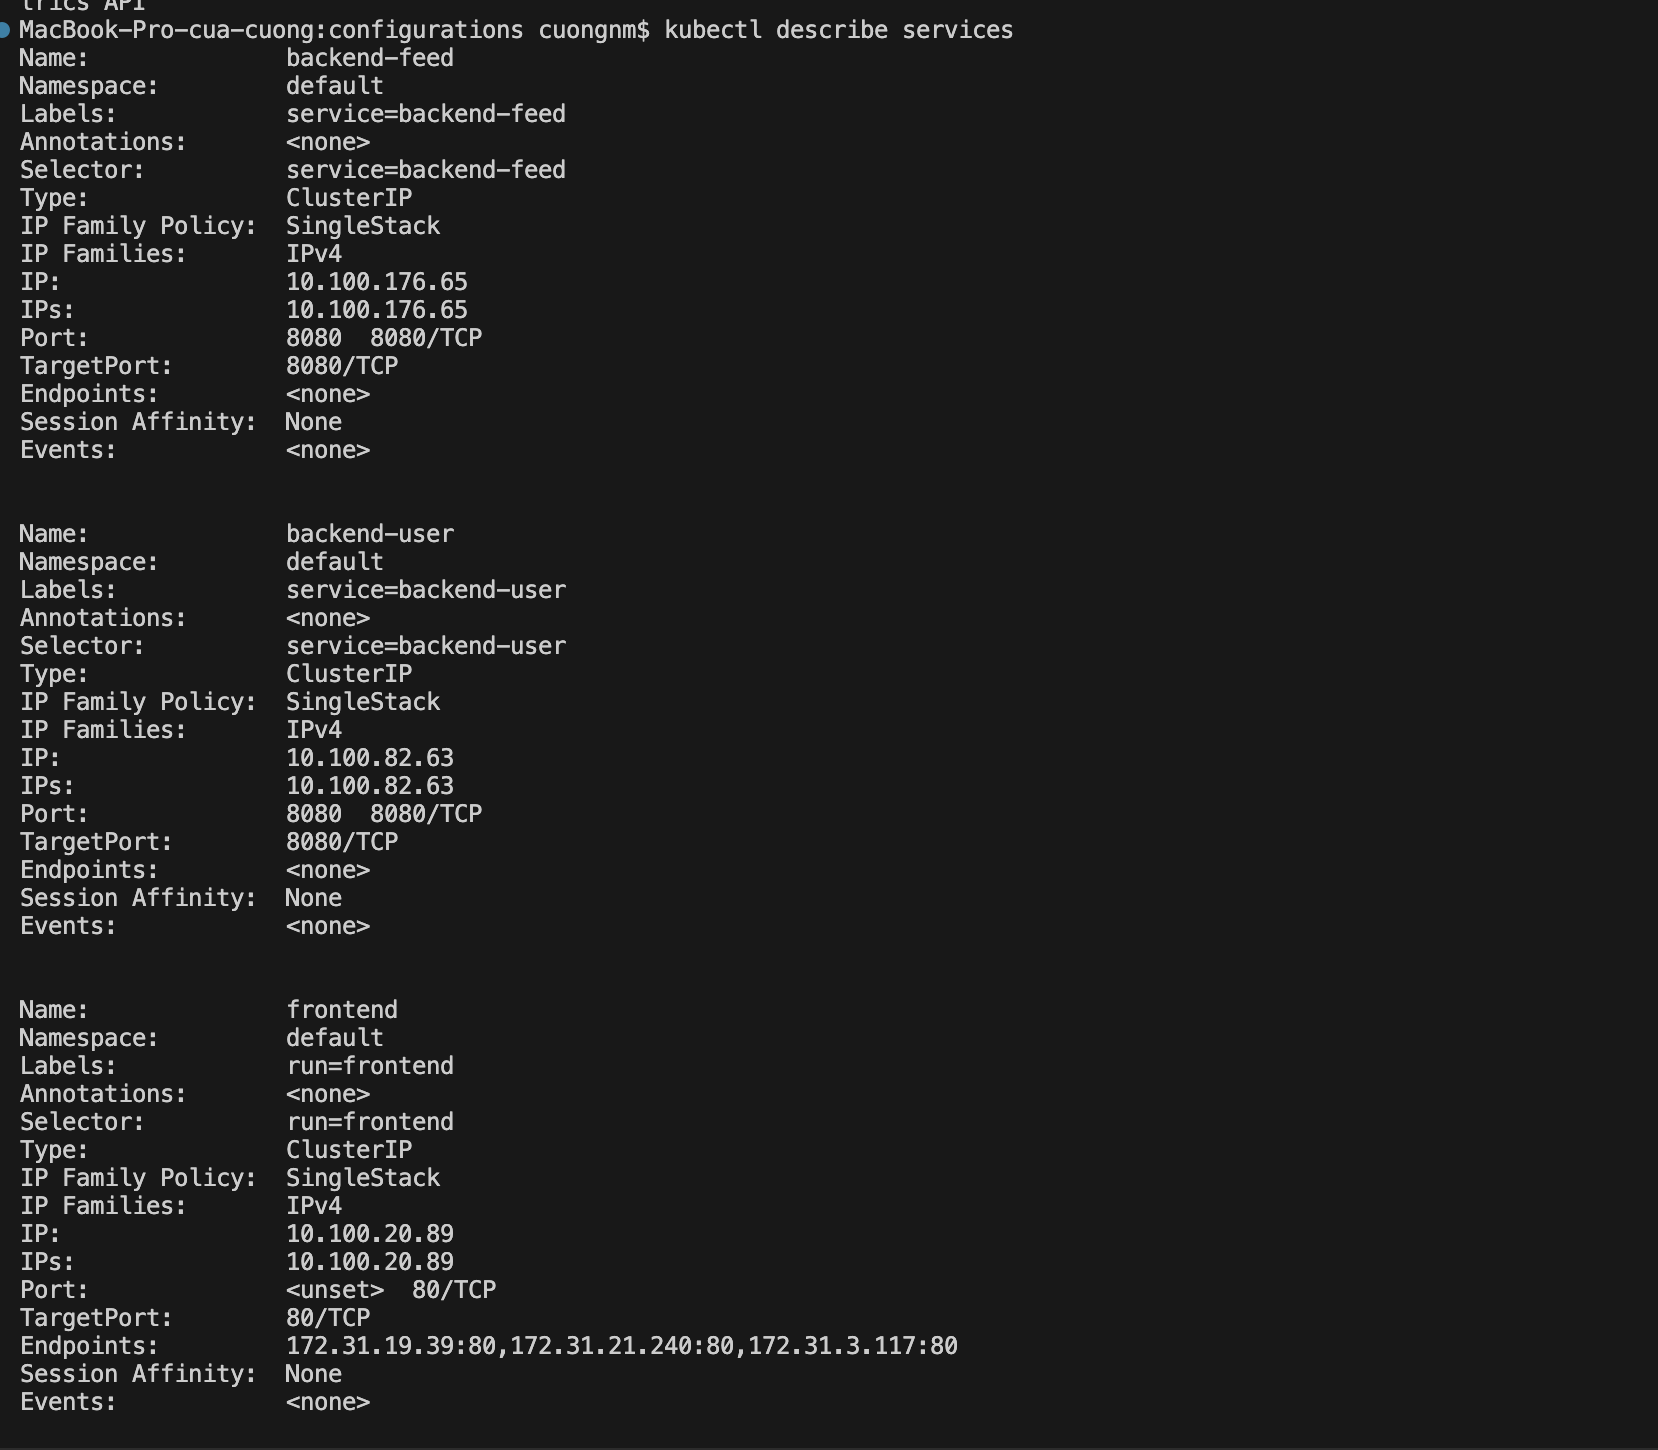 trics API
MacBook-Pro-cua-cuong:configurations cuongnm$ kubectl describe services
Name:              backend-feed
Namespace:         default
Labels:            service=backend-feed
Annotations:       <none>
Selector:          service=backend-feed
Type:              ClusterIP
IP Family Policy:  SingleStack
IP Families:       IPv4
IP:                10.100.176.65
IPs:               10.100.176.65
Port:              8080  8080/TCP
TargetPort:        8080/TCP
Endpoints:         <none>
Session Affinity:  None
Events:            <none>
Name:              backend-user
Namespace:         default
Labels:            service=backend-user
Annotations:       <none>
Selector:          service=backend-user
Type:              ClusterIP
IP Family Policy:  SingleStack
IP Families:       IPv4
IP:                10.100.82.63
IPs:               10.100.82.63
Port:              8080  8080/TCP
TargetPort:        8080/TCP
Endpoints:         <none>
Session Affinity:  None
Events:            <none>
Name:              frontend
Namespace:         default
Labels:            run=frontend
Annotations:       <none>
Selector:          run=frontend
Type:              ClusterIP
IP Family Policy:  SingleStack
IP Families:       IPv4
IP:                10.100.20.89
IPs:               10.100.20.89
Port:              <unset>  80/TCP
TargetPort:        80/TCP
Endpoints:         172.31.19.39:80,172.31.21.240:80,172.31.3.117:80
Session Affinity:  None
Events:            <none>